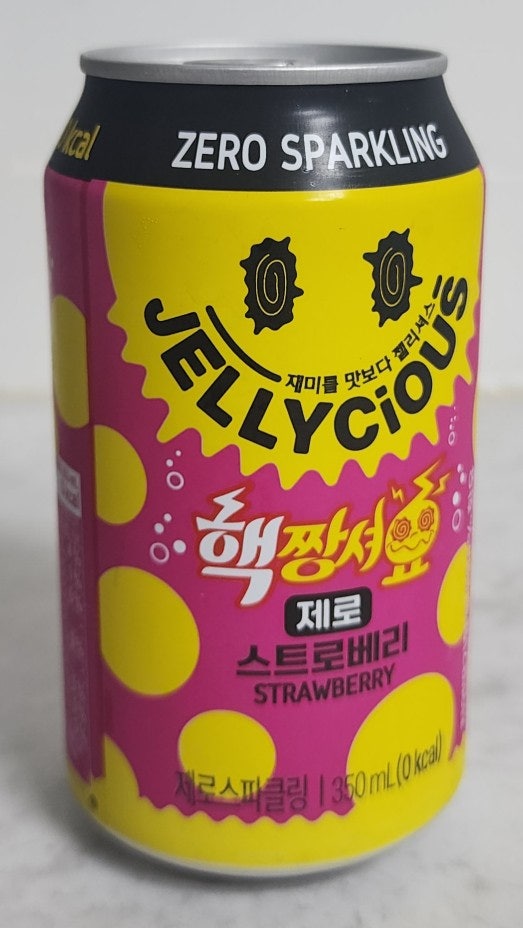 kcal
ZERO SPARKLING
재미를 맛보다 젤리셔스
JELLYCiOUS
핵짱셔요
제로
스트로베리
STRAWBERRY
제로스파클링 | 350 mL(0 kcal)